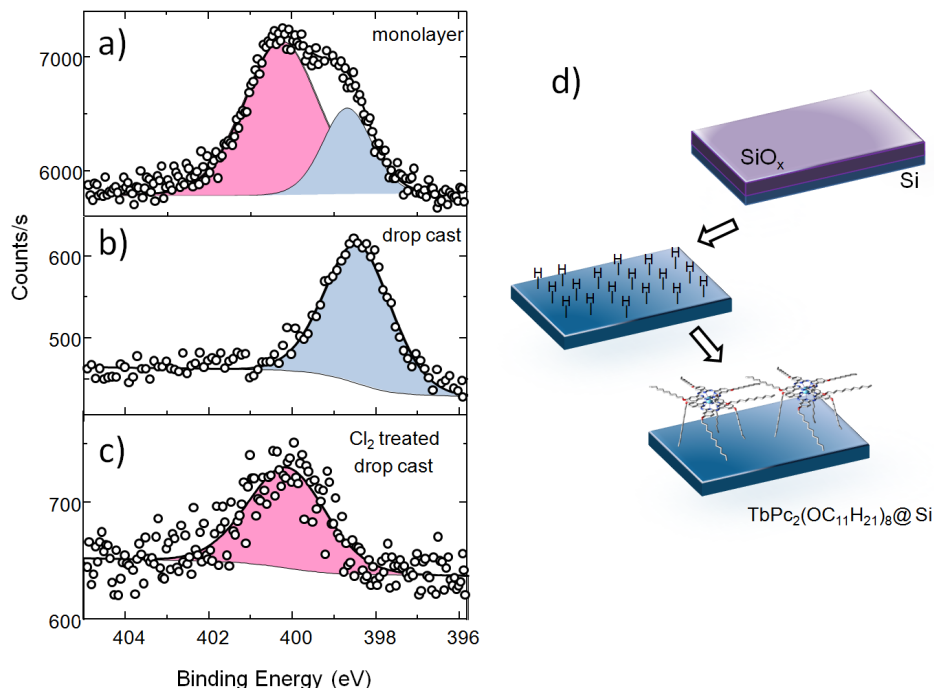 a)
monolayer
7000
6000
b)
drop cast
600
500
c)
Cl₂ treated
drop cast
700
600
404 402 400 398 396
Binding Energy (eV)
Counts/s
d)
SiOₓ
Si
H H H H H
H H H H H H
H H H H
TbPc₂(OC₁₁H₂₁)₈@Si